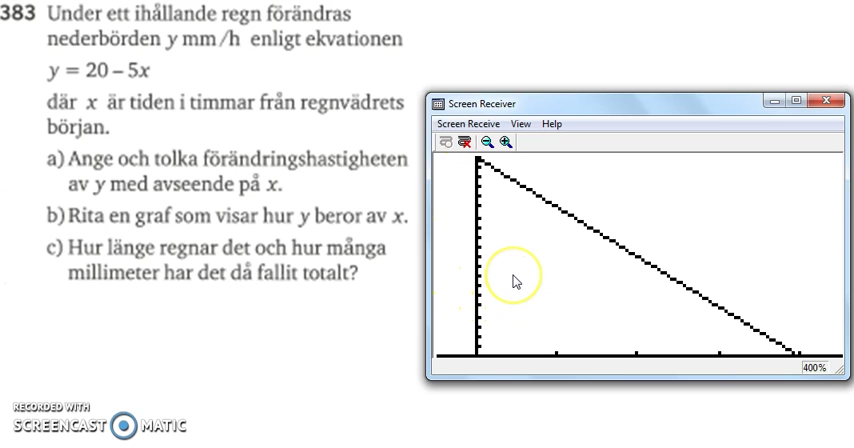 383 Under ett ihållande regn förändras
nederbörden y mm/h enligt ekvationen
y = 20 – 5x
där x är tiden i timmar från regnvädrets
början.
a) Ange och tolka förändringshastigheten
av y med avseende på x.
b) Rita en graf som visar hur y beror av x.
c) Hur länge regnar det och hur många
millimeter har det då fallit totalt?
Screen Receiver
Screen Receive View Help
400%
RECORDED WITH
SCREENCAST MATIC